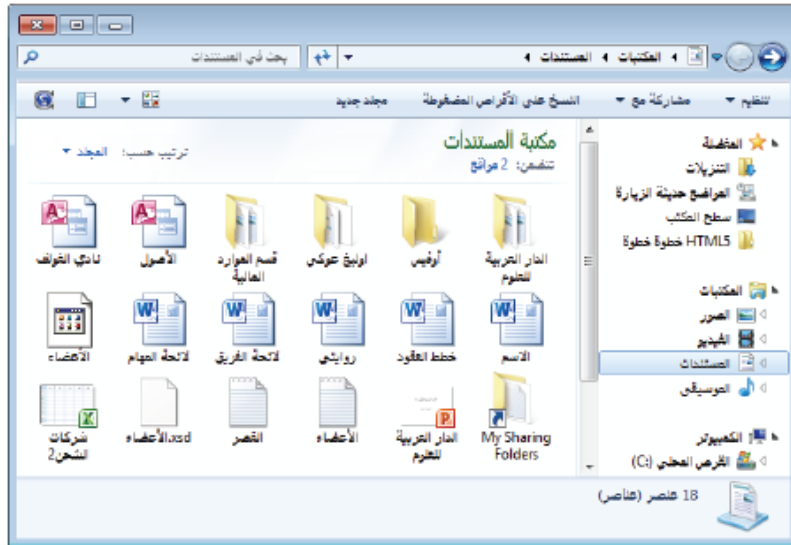 المكتبات
المستندات
بحث في المستندات
تنظيم
مشاركة مع
النسخ على الأقراص المضغوطة
مجلد جديد
المفضلة
التنزيلات
المواضع حديثة الزيارة
سطح المكتب
HTML5 خطوة خطوة
المكتبات
الصور
الفيديو
المستندات
الموسيقى
الكمبيوتر
القرص المحلي (C:)
مكتبة المستندات
تتضمن: 2 مواقع
ترتيب حسب: المجلد
الدار العربية للعلوم
أوفيس
اوليغ عوكي
قسم الموارد المالية
الأصول
نادي الغولف
الاسم
خطط العقود
روايتي
لائحة الفريق
لائحة المهام
الأعضاء
My Sharing Folders
الدار العربية للعلوم
الأعضاء
القصر
الأعضاء.xsd
شركات الشحن2
18 عنصر (عناصر)